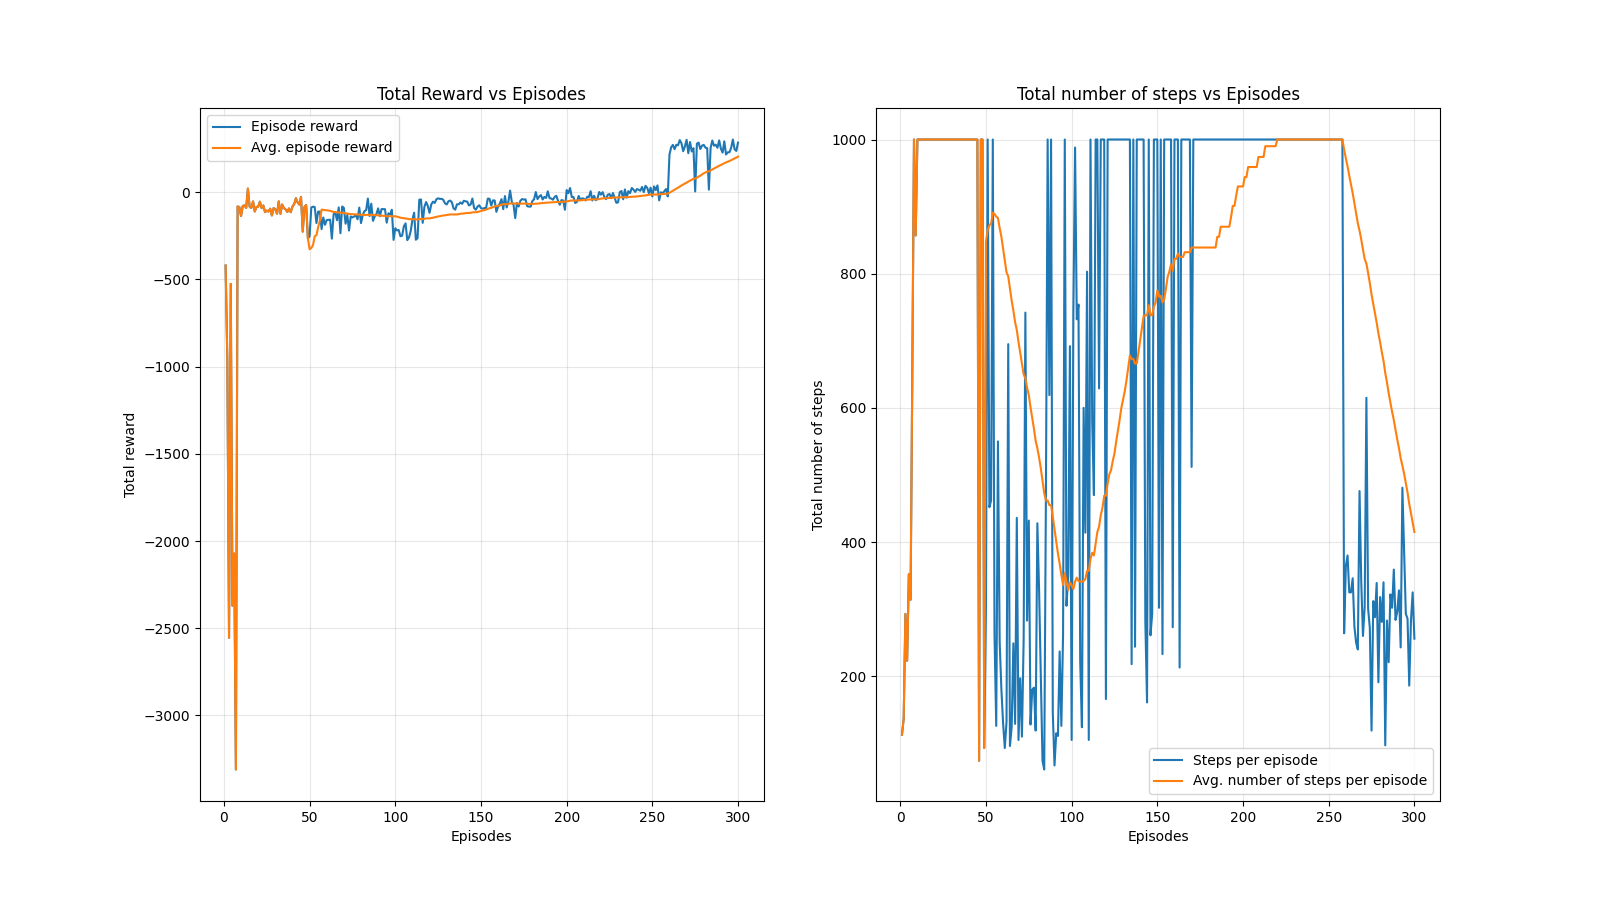 Total Reward vs Episodes
Episode reward
Avg. episode reward
0
−500
−1000
−1500
−2000
−2500
−3000
Total reward
0
50
100
150
200
250
300
Episodes
Total number of steps vs Episodes
1000
800
600
400
200
Total number of steps
Steps per episode
Avg. number of steps per episode
0
50
100
150
200
250
300
Episodes